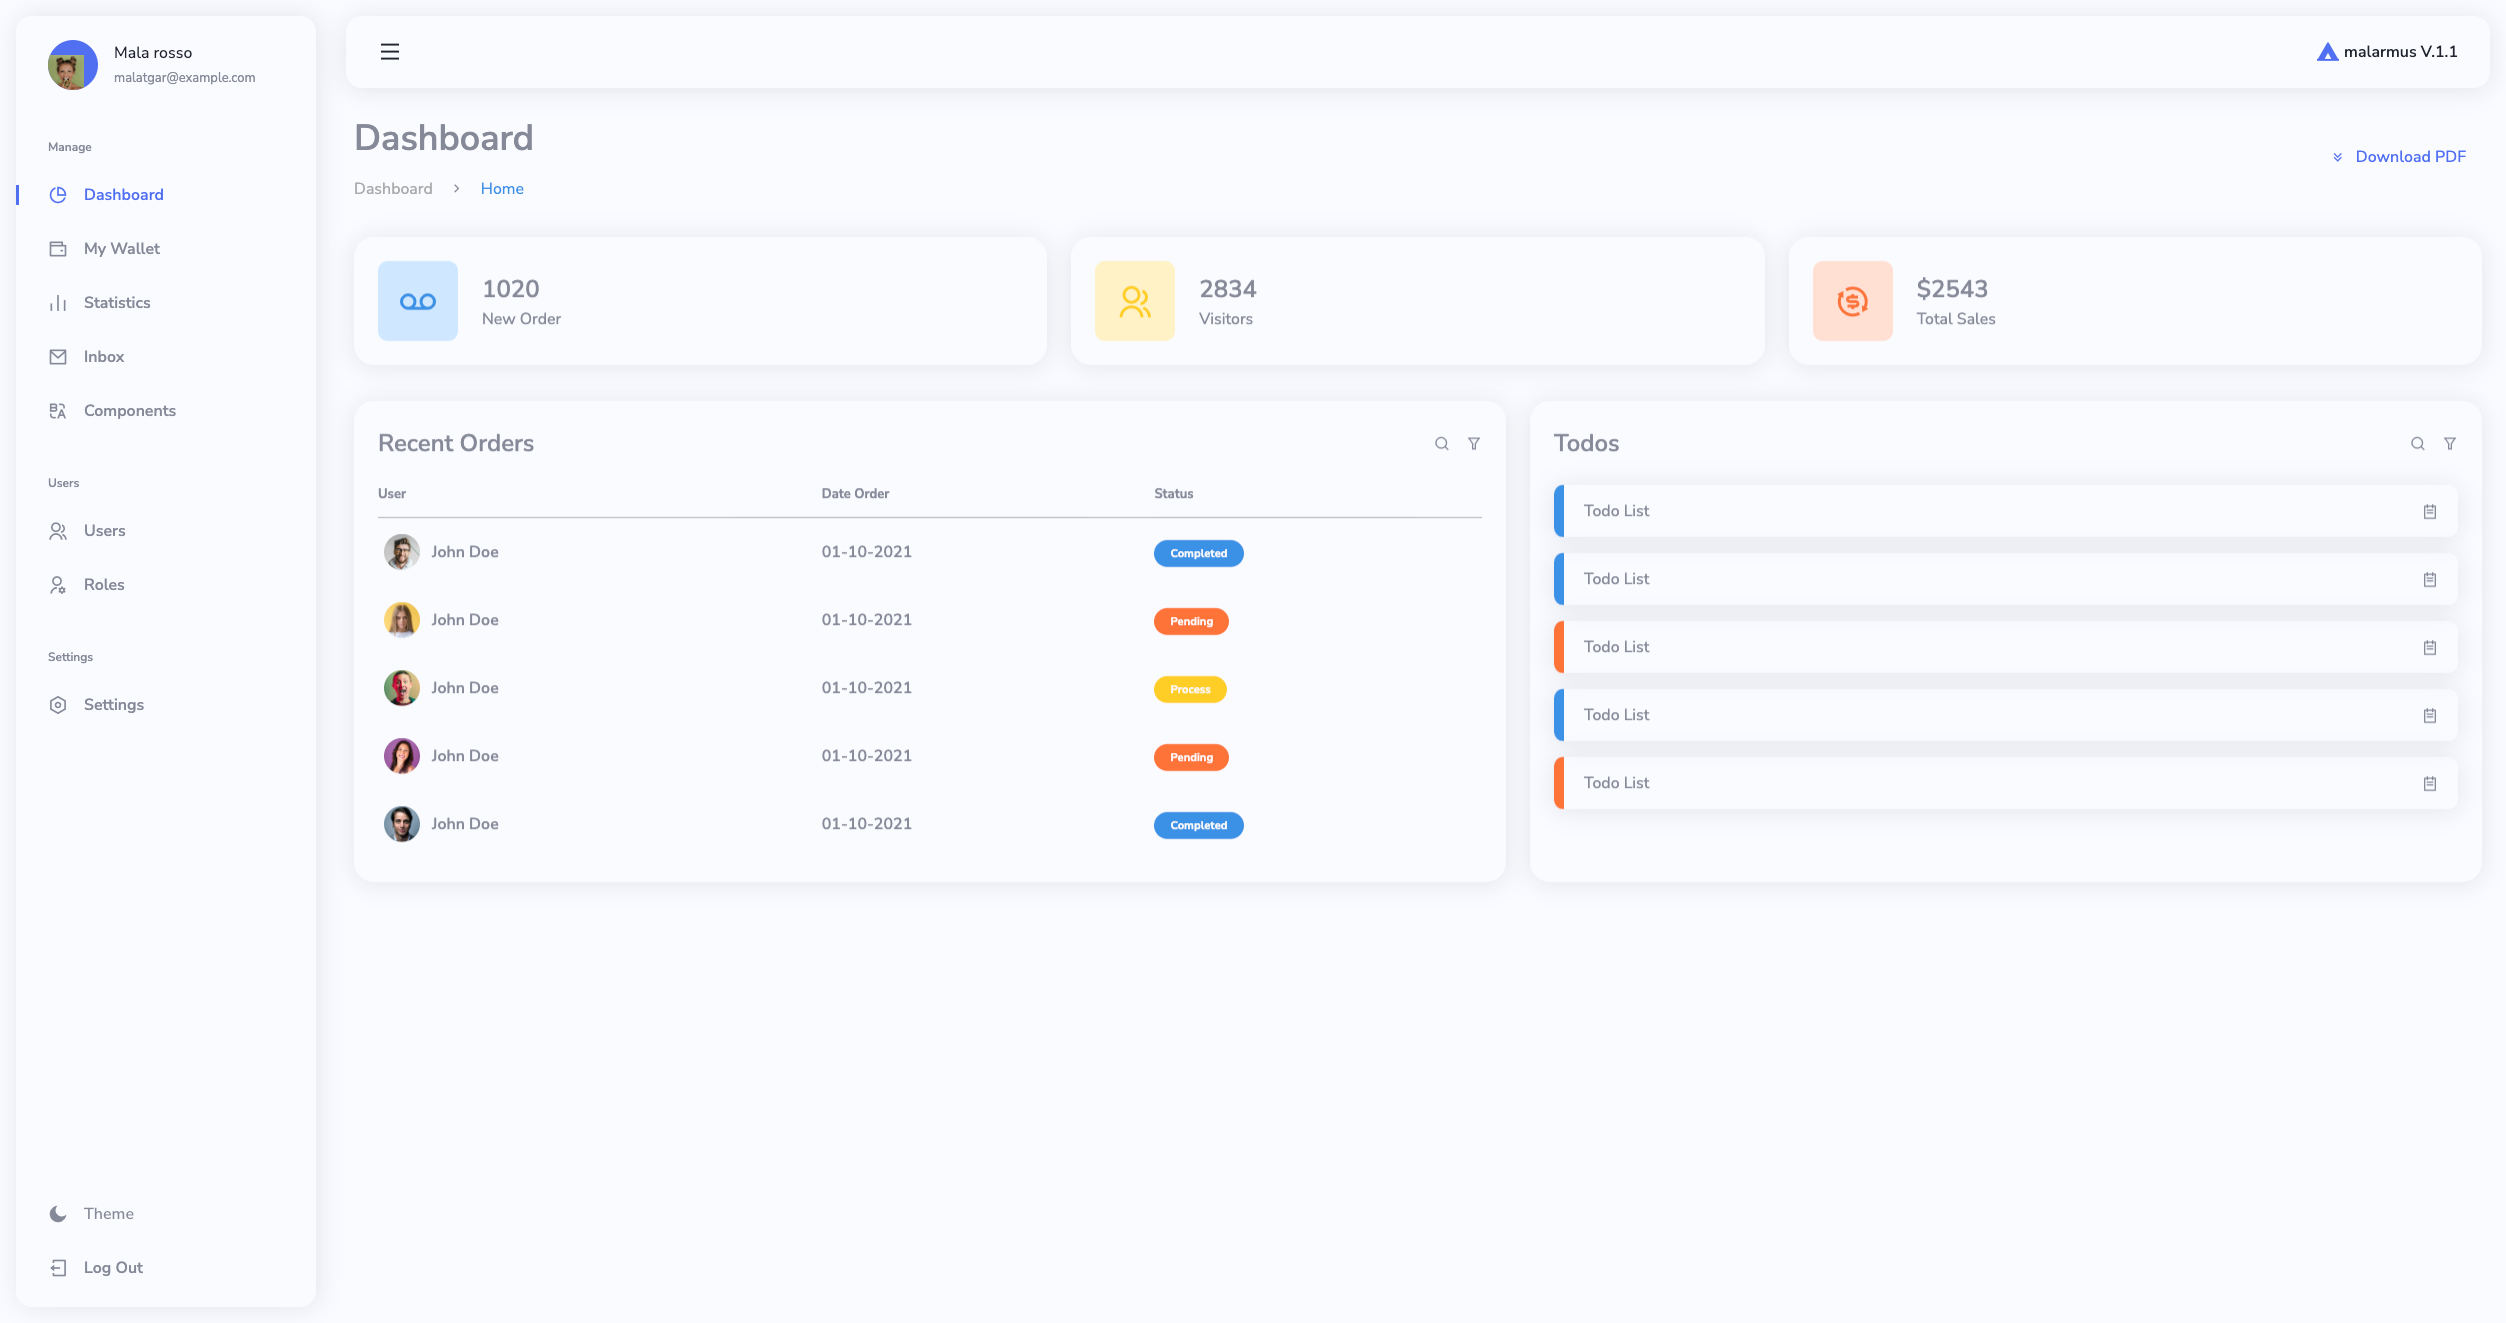 Mala rosso
malatgar@example.com
Manage
Dashboard
My Wallet
Statistics
Inbox
Components
Users
Users
Roles
Settings
Settings
Theme
Log Out
malarmus V.1.1
Dashboard
Dashboard > Home
Download PDF
1020
New Order
2834
Visitors
$2543
Total Sales
Recent Orders
User Date Order Status
John Doe 01-10-2021 Completed
John Doe 01-10-2021 Pending
John Doe 01-10-2021 Process
John Doe 01-10-2021 Pending
John Doe 01-10-2021 Completed
Todos
Todo List
Todo List
Todo List
Todo List
Todo List